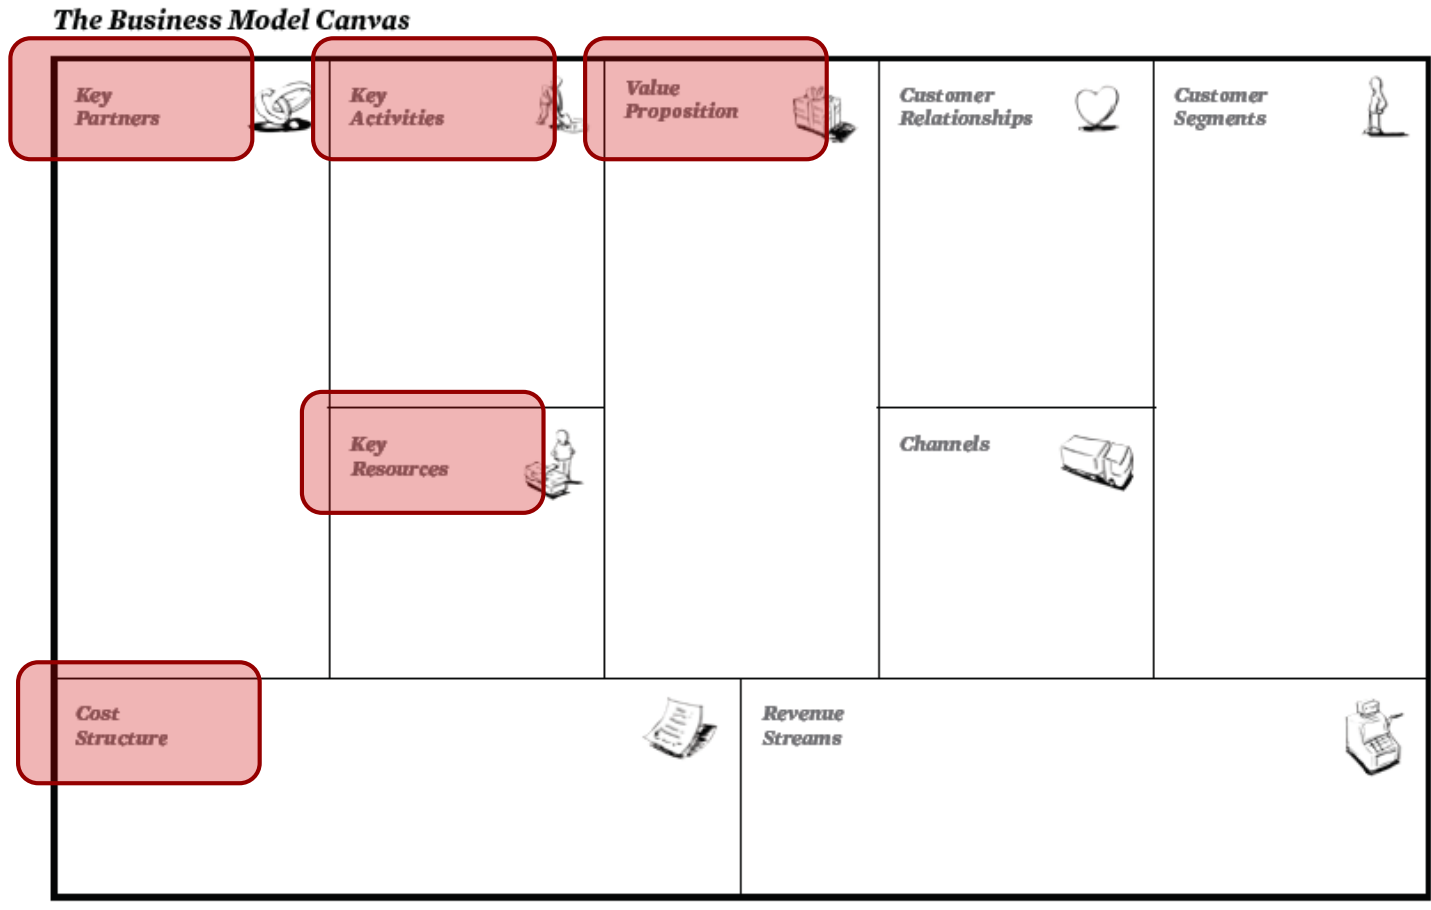 The Business Model Canvas
Key
Partners
Key
Activities
Value
Proposition
Customer
Relationships
Customer
Segments
Key
Resources
Channels
Cost
Structure
Revenue
Streams